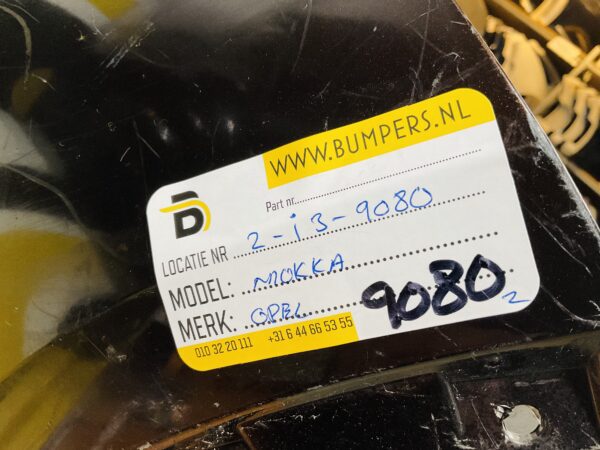 WWW.BUMPERS.NL
Part nr.
LOCATIE NR 2-i3-9080
MODEL: MOKKA
MERK: OPEL
9080 2
010 32 20 111 +31 6 44 66 53 55